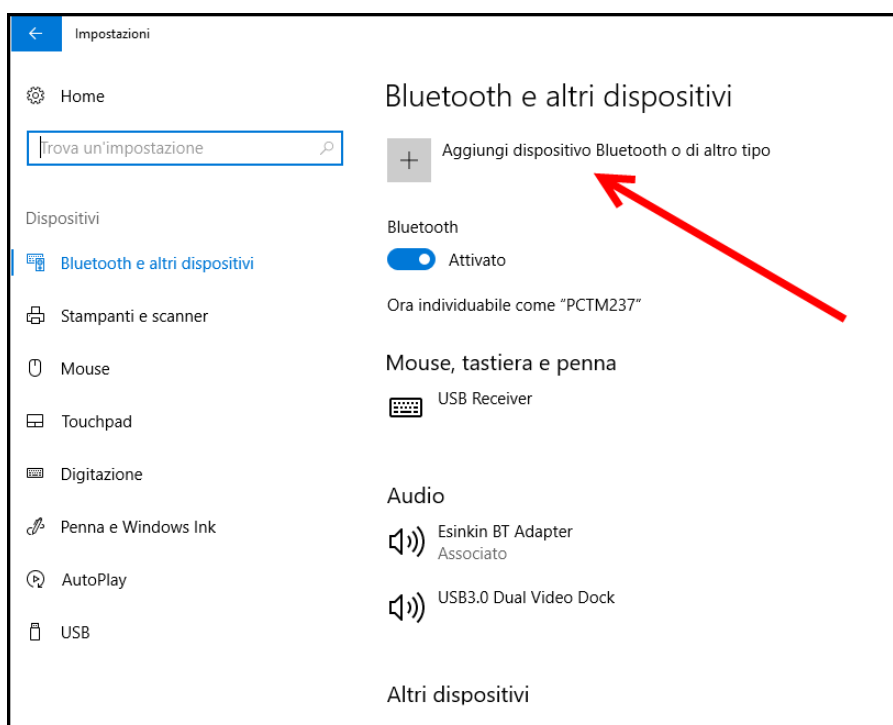 Impostazioni
Home
Trova un'impostazione
Dispositivi
Bluetooth e altri dispositivi
Stampanti e scanner
Mouse
Touchpad
Digitazione
Penna e Windows Ink
AutoPlay
USB
Bluetooth e altri dispositivi
Aggiungi dispositivo Bluetooth o di altro tipo
Bluetooth
Attivato
Ora individuabile come “PCTM237”
Mouse, tastiera e penna
USB Receiver
Audio
Esinkin BT Adapter
Associato
USB3.0 Dual Video Dock
Altri dispositivi